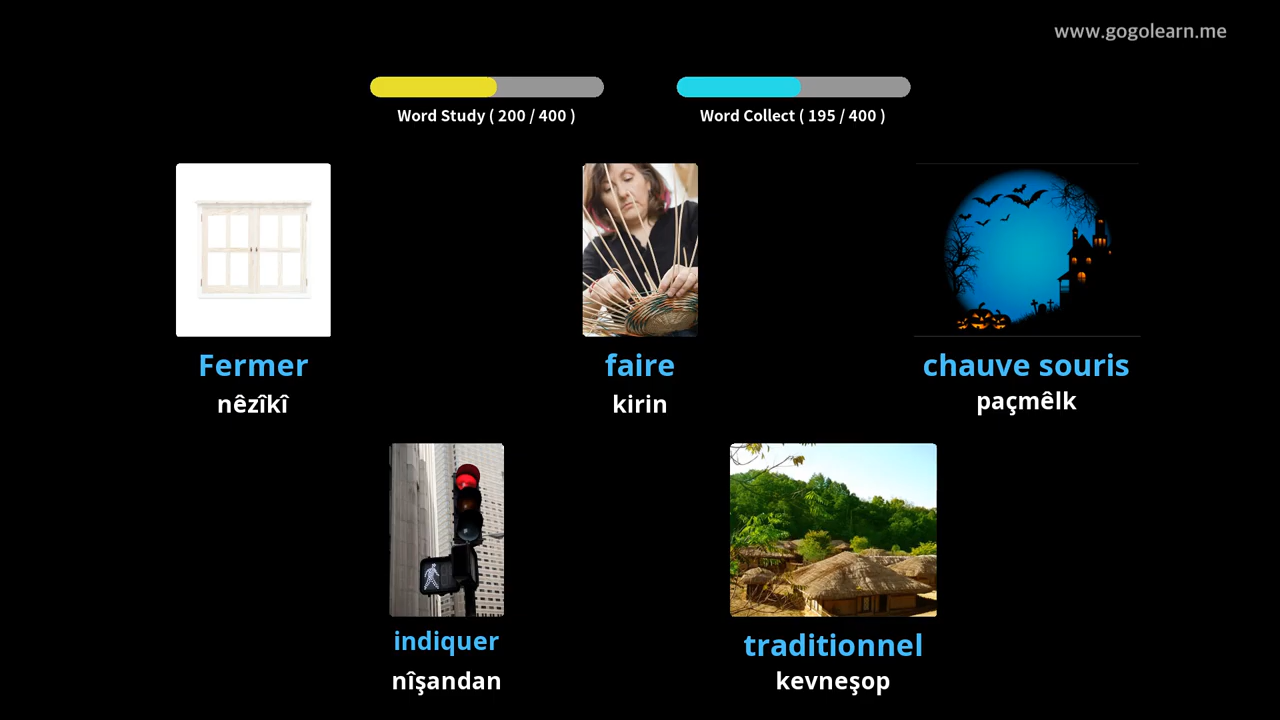 www.gogolearn.me
Word Study ( 200 / 400 )
Word Collect ( 195 / 400 )
Fermer
nêzîkî
faire
kirin
chauve souris
paçmêlk
indiquer
nîşandan
traditionnel
kevneşop